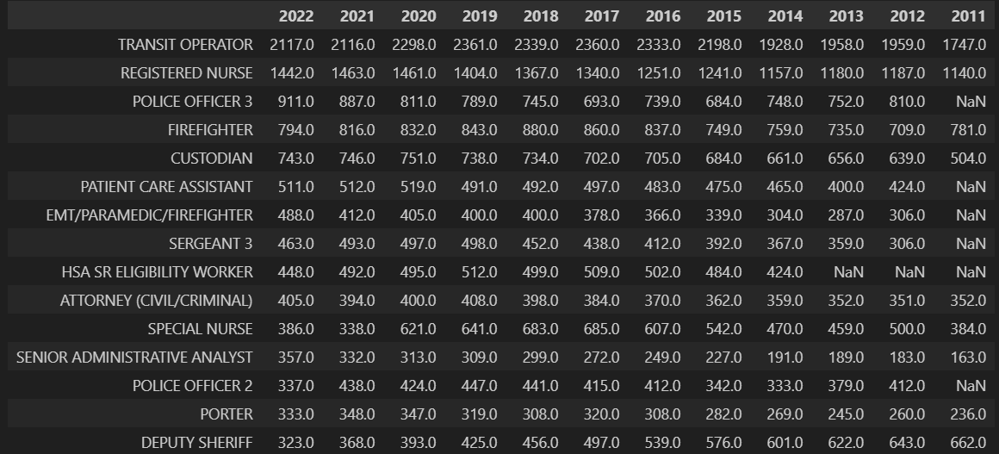 2022 2021 2020 2019 2018 2017 2016 2015 2014 2013 2012 2011
TRANSIT OPERATOR 2117.0 2116.0 2298.0 2361.0 2339.0 2360.0 2333.0 2198.0 1928.0 1958.0 1959.0 1747.0
REGISTERED NURSE 1442.0 1463.0 1461.0 1404.0 1367.0 1340.0 1251.0 1241.0 1157.0 1180.0 1187.0 1140.0
POLICE OFFICER 3 911.0 887.0 811.0 789.0 745.0 693.0 739.0 684.0 748.0 752.0 810.0 NaN
FIREFIGHTER 794.0 816.0 832.0 843.0 880.0 860.0 837.0 749.0 759.0 735.0 709.0 781.0
CUSTODIAN 743.0 746.0 751.0 738.0 734.0 702.0 705.0 684.0 661.0 656.0 639.0 504.0
PATIENT CARE ASSISTANT 511.0 512.0 519.0 491.0 492.0 497.0 483.0 475.0 465.0 400.0 424.0 NaN
EMT/PARAMEDIC/FIREFIGHTER 488.0 412.0 405.0 400.0 400.0 378.0 366.0 339.0 304.0 287.0 306.0 NaN
SERGEANT 3 463.0 493.0 497.0 498.0 452.0 438.0 412.0 392.0 367.0 359.0 306.0 NaN
HSA SR ELIGIBILITY WORKER 448.0 492.0 495.0 512.0 499.0 509.0 502.0 484.0 424.0 NaN NaN NaN
ATTORNEY (CIVIL/CRIMINAL) 405.0 394.0 400.0 408.0 398.0 384.0 370.0 362.0 359.0 352.0 351.0 352.0
SPECIAL NURSE 386.0 338.0 621.0 641.0 683.0 685.0 607.0 542.0 470.0 459.0 500.0 384.0
SENIOR ADMINISTRATIVE ANALYST 357.0 332.0 313.0 309.0 299.0 272.0 249.0 227.0 191.0 189.0 183.0 163.0
POLICE OFFICER 2 337.0 438.0 424.0 447.0 441.0 415.0 412.0 342.0 333.0 379.0 412.0 NaN
PORTER 333.0 348.0 347.0 319.0 308.0 320.0 308.0 282.0 269.0 245.0 260.0 236.0
DEPUTY SHERIFF 323.0 368.0 393.0 425.0 456.0 497.0 539.0 576.0 601.0 622.0 643.0 662.0